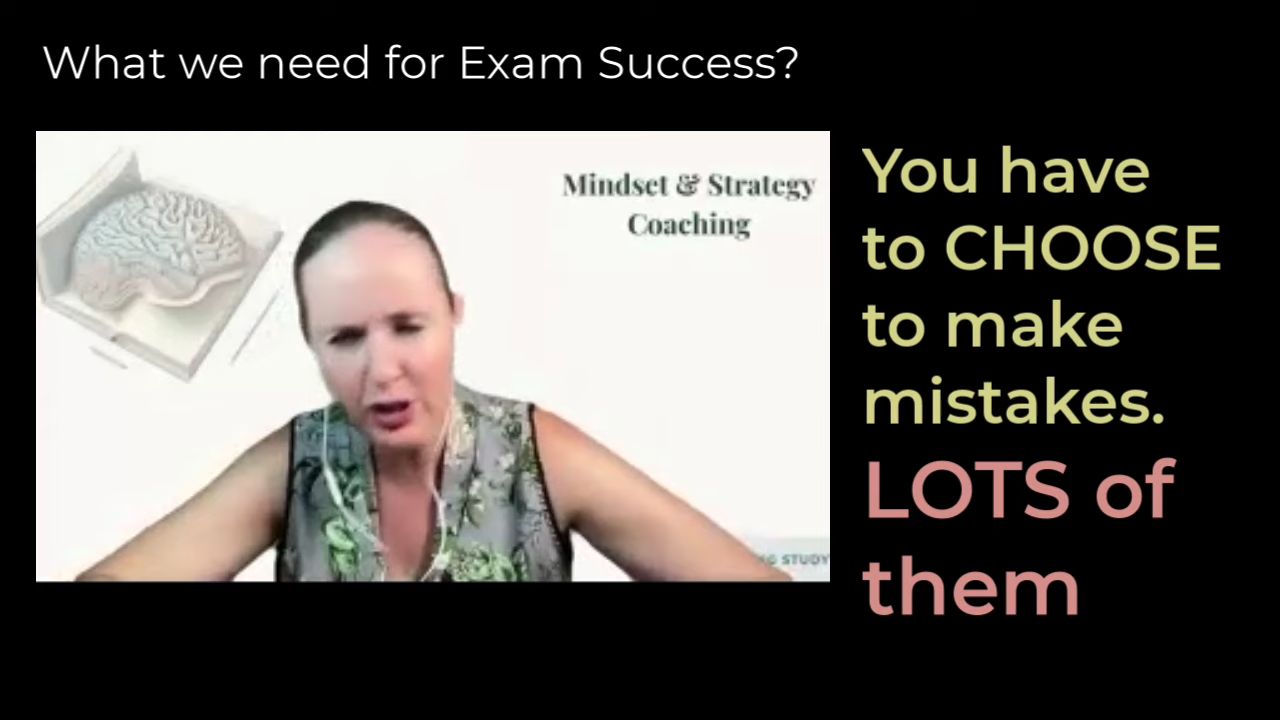 What we need for Exam Success?
Mindset & Strategy
Coaching
STUDY
You have
to CHOOSE
to make
mistakes.
LOTS of
them